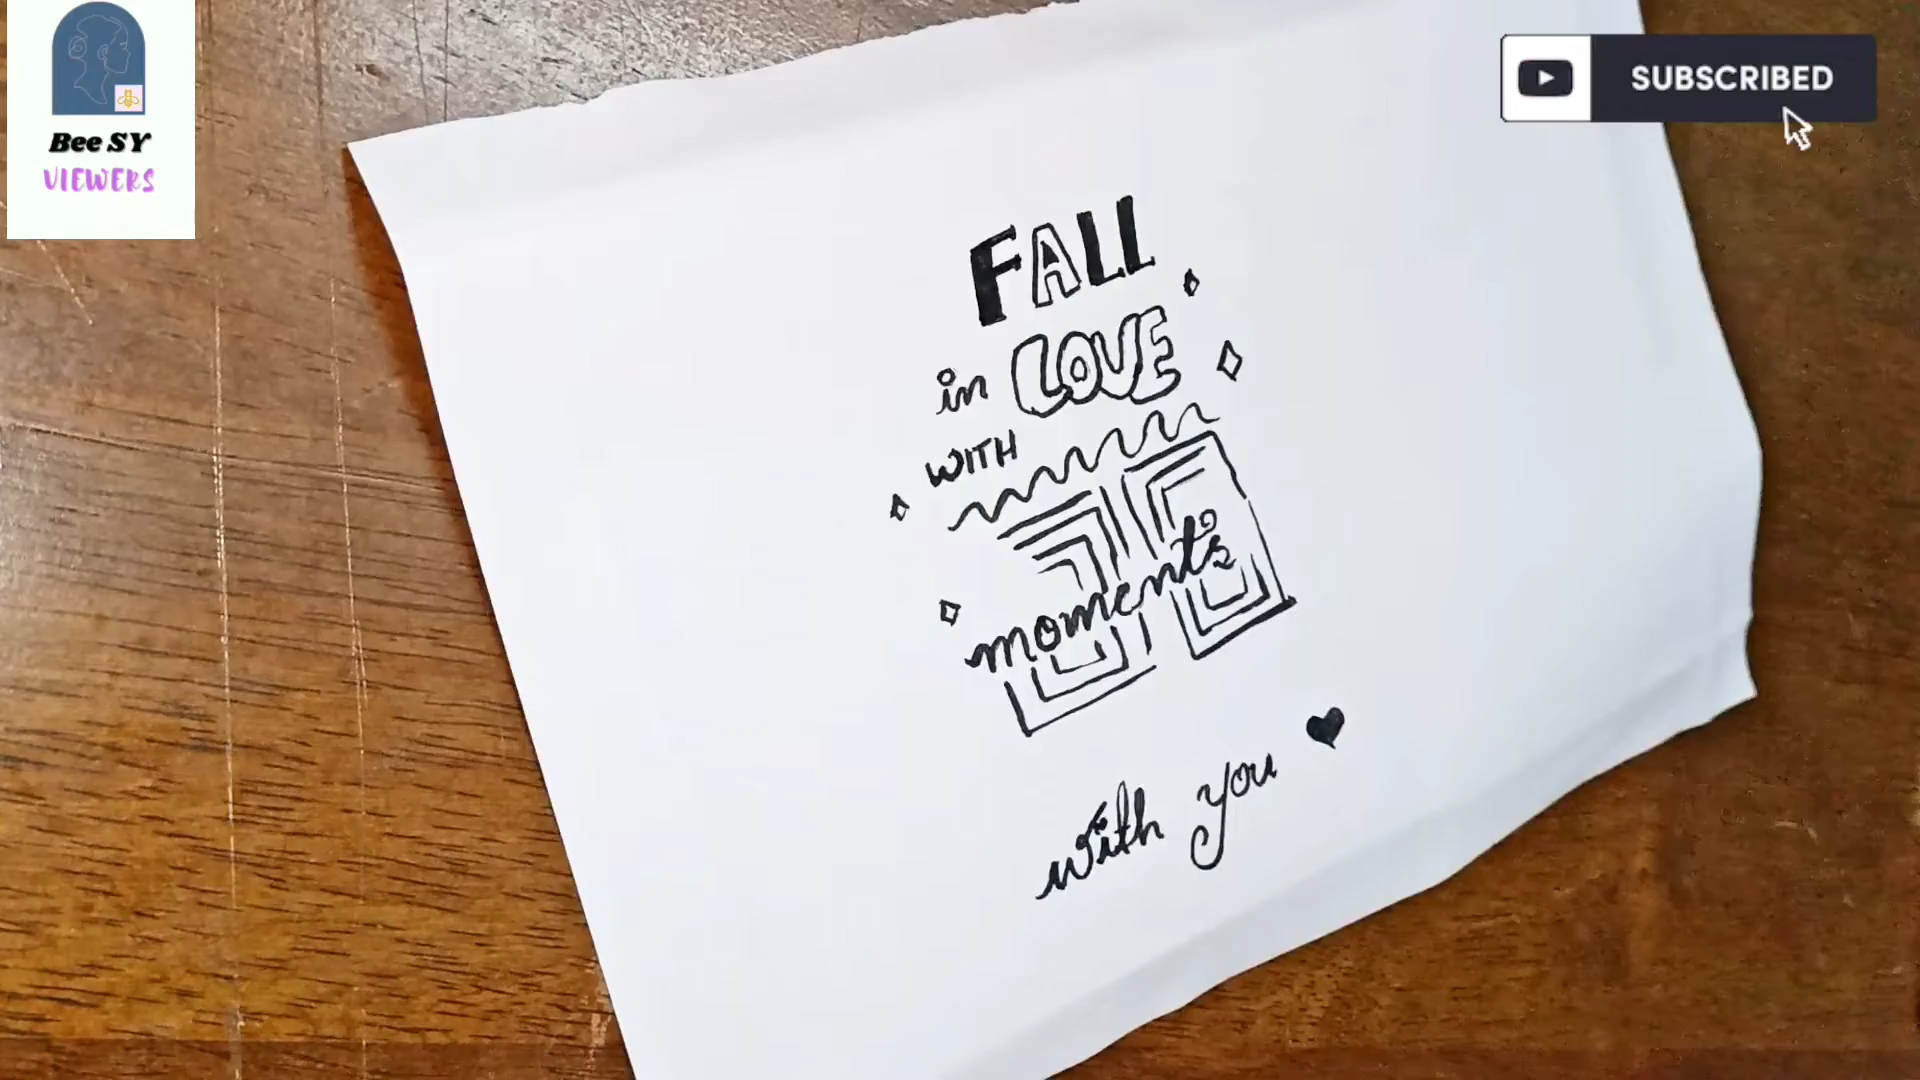 Bee SY
VIEWERS
SUBSCRIBED
FALL
in LOVE
WITH
moments
with you